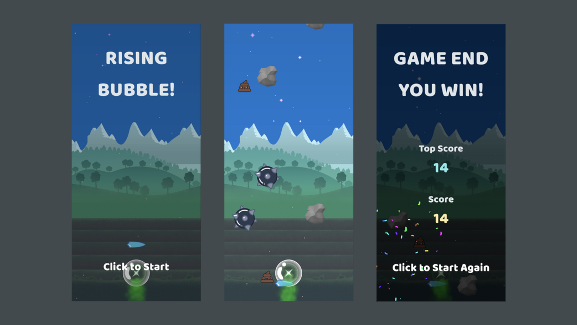 RISING
BUBBLE!
Click to Start
GAME END
YOU WIN!
Top Score
14
Score
14
Click to Start Again